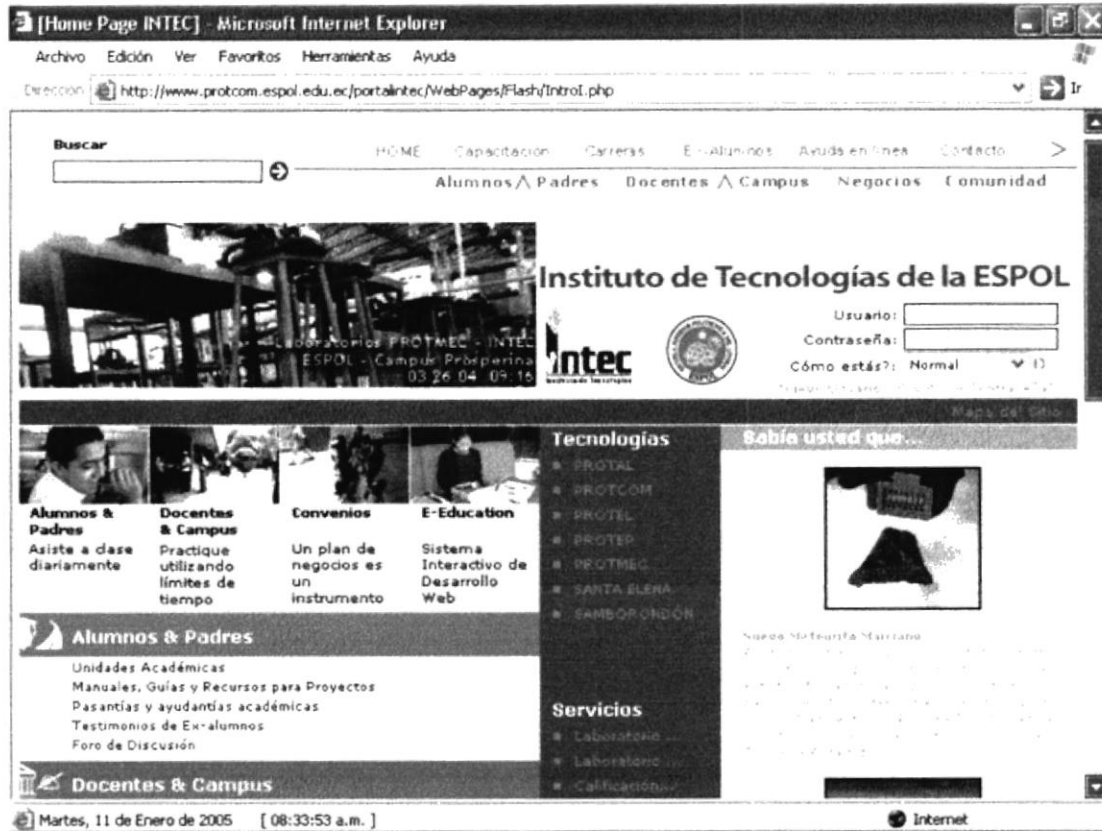 [Home Page INTEC] - Microsoft Internet Explorer
Archivo Edición Ver Favoritos Herramientas Ayuda
Dirección http://www.protcom.espol.edu.ec/portalintec/WebPages/Flash/IntroI.php Ir
Buscar
HOME Capacitación Carreras E-Alumnos Ayuda en línea Contacto >
Alumnos Padres Docentes Campus Negocios Comunidad
Laboratorios PROTMEC - INTEC
ESPOL - Campus Prosperina
03 26 04 09:16
Instituto de Tecnologías de la ESPOL
Usuario:
Contraseña:
Cómo estás?: Normal
intec
ESPOL
Mapa del Sitio
Alumnos & Padres
Asiste a clase diariamente
Docentes & Campus
Practique utilizando límites de tiempo
Convenios
Un plan de negocios es un instrumento
E-Education
Sistema Interactivo de Desarrollo Web
Alumnos & Padres
Unidades Académicas
Manuales, Guías y Recursos para Proyectos
Pasantías y ayudantías académicas
Testimonios de Ex-alumnos
Foro de Discusión
Docentes & Campus
Tecnologías
PROTAL
PROTCOM
PROTEL
PROTEP
PROTMEC
SANTA ELENA
SAMBORONDÓN
Servicios
Laboratorio ...
Laboratorio ...
Calificación...
Sabía usted que...
Nuevo Meteorito Marciano
Martes, 11 de Enero de 2005 [ 08:33:53 a.m. ]
Internet